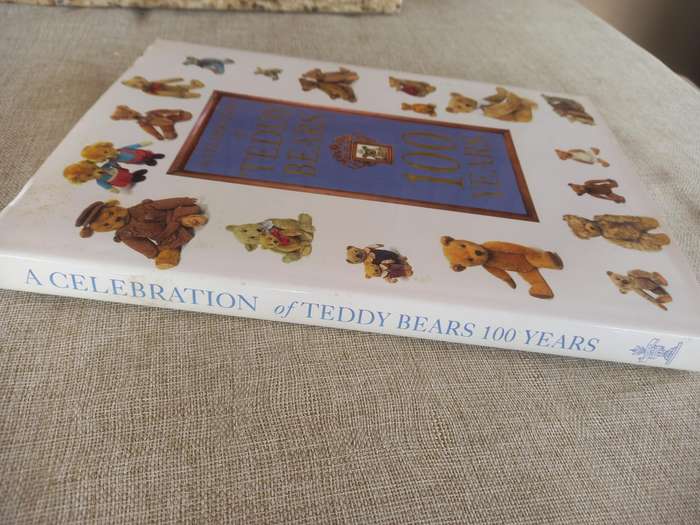 TEDDY
BEARS
100
YEARS
A CELEBRATION of TEDDY BEARS 100 YEARS